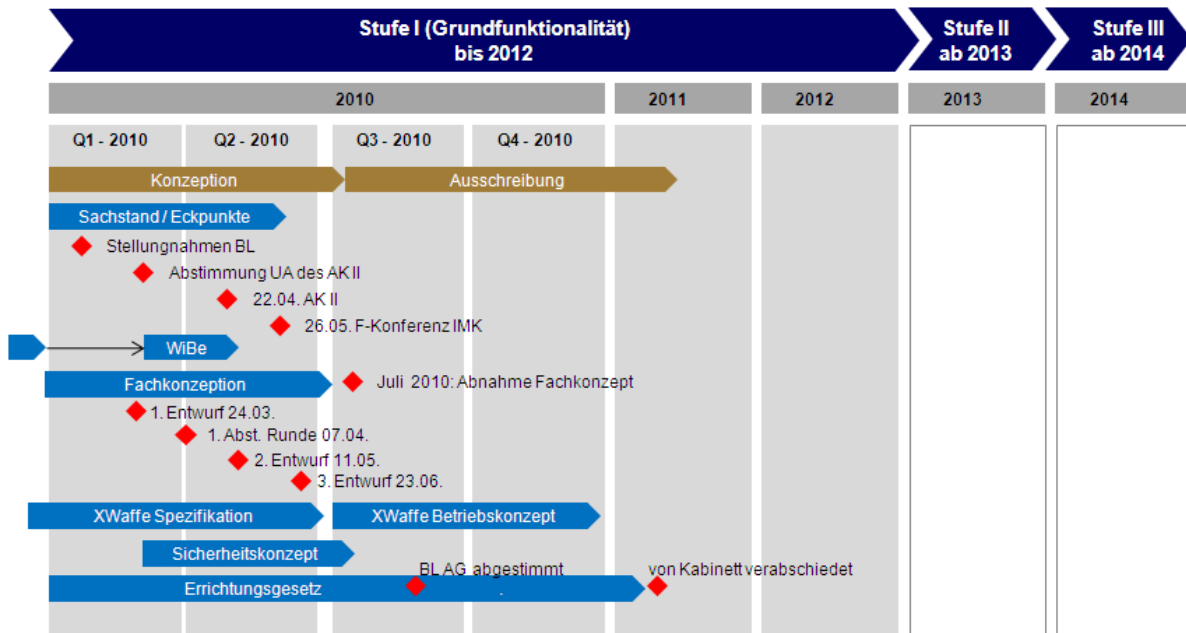 Stufe I (Grundfunktionalität)
bis 2012
Stufe II
ab 2013
Stufe III
ab 2014
2010
2011
2012
2013
2014
Q1 - 2010
Q2 - 2010
Q3 - 2010
Q4 - 2010
Konzeption
Ausschreibung
Sachstand / Eckpunkte
Stellungnahmen BL
Abstimmung UA des AK II
22.04. AK II
26.05. F-Konferenz IMK
WiBe
Fachkonzeption
Juli 2010: Abnahme Fachkonzept
1. Entwurf 24.03.
1. Abst. Runde 07.04.
2. Entwurf 11.05.
3. Entwurf 23.06.
XWaffe Spezifikation
XWaffe Betriebskonzept
Sicherheitskonzept
BL AG abgestimmt
von Kabinett verabschiedet
Errichtungsgesetz
.